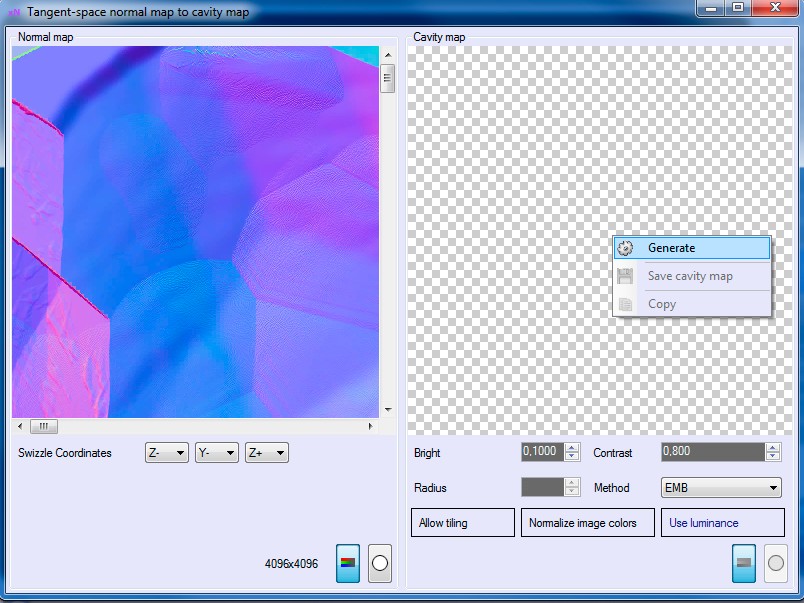 xN Tangent-space normal map to cavity map
Normal map
Cavity map
Generate
Save cavity map
Copy
Swizzle Coordinates Z- Y- Z+
Bright 0,1000 Contrast 0,800
Radius Method EMB
Allow tiling Normalize image colors Use luminance
4096x4096